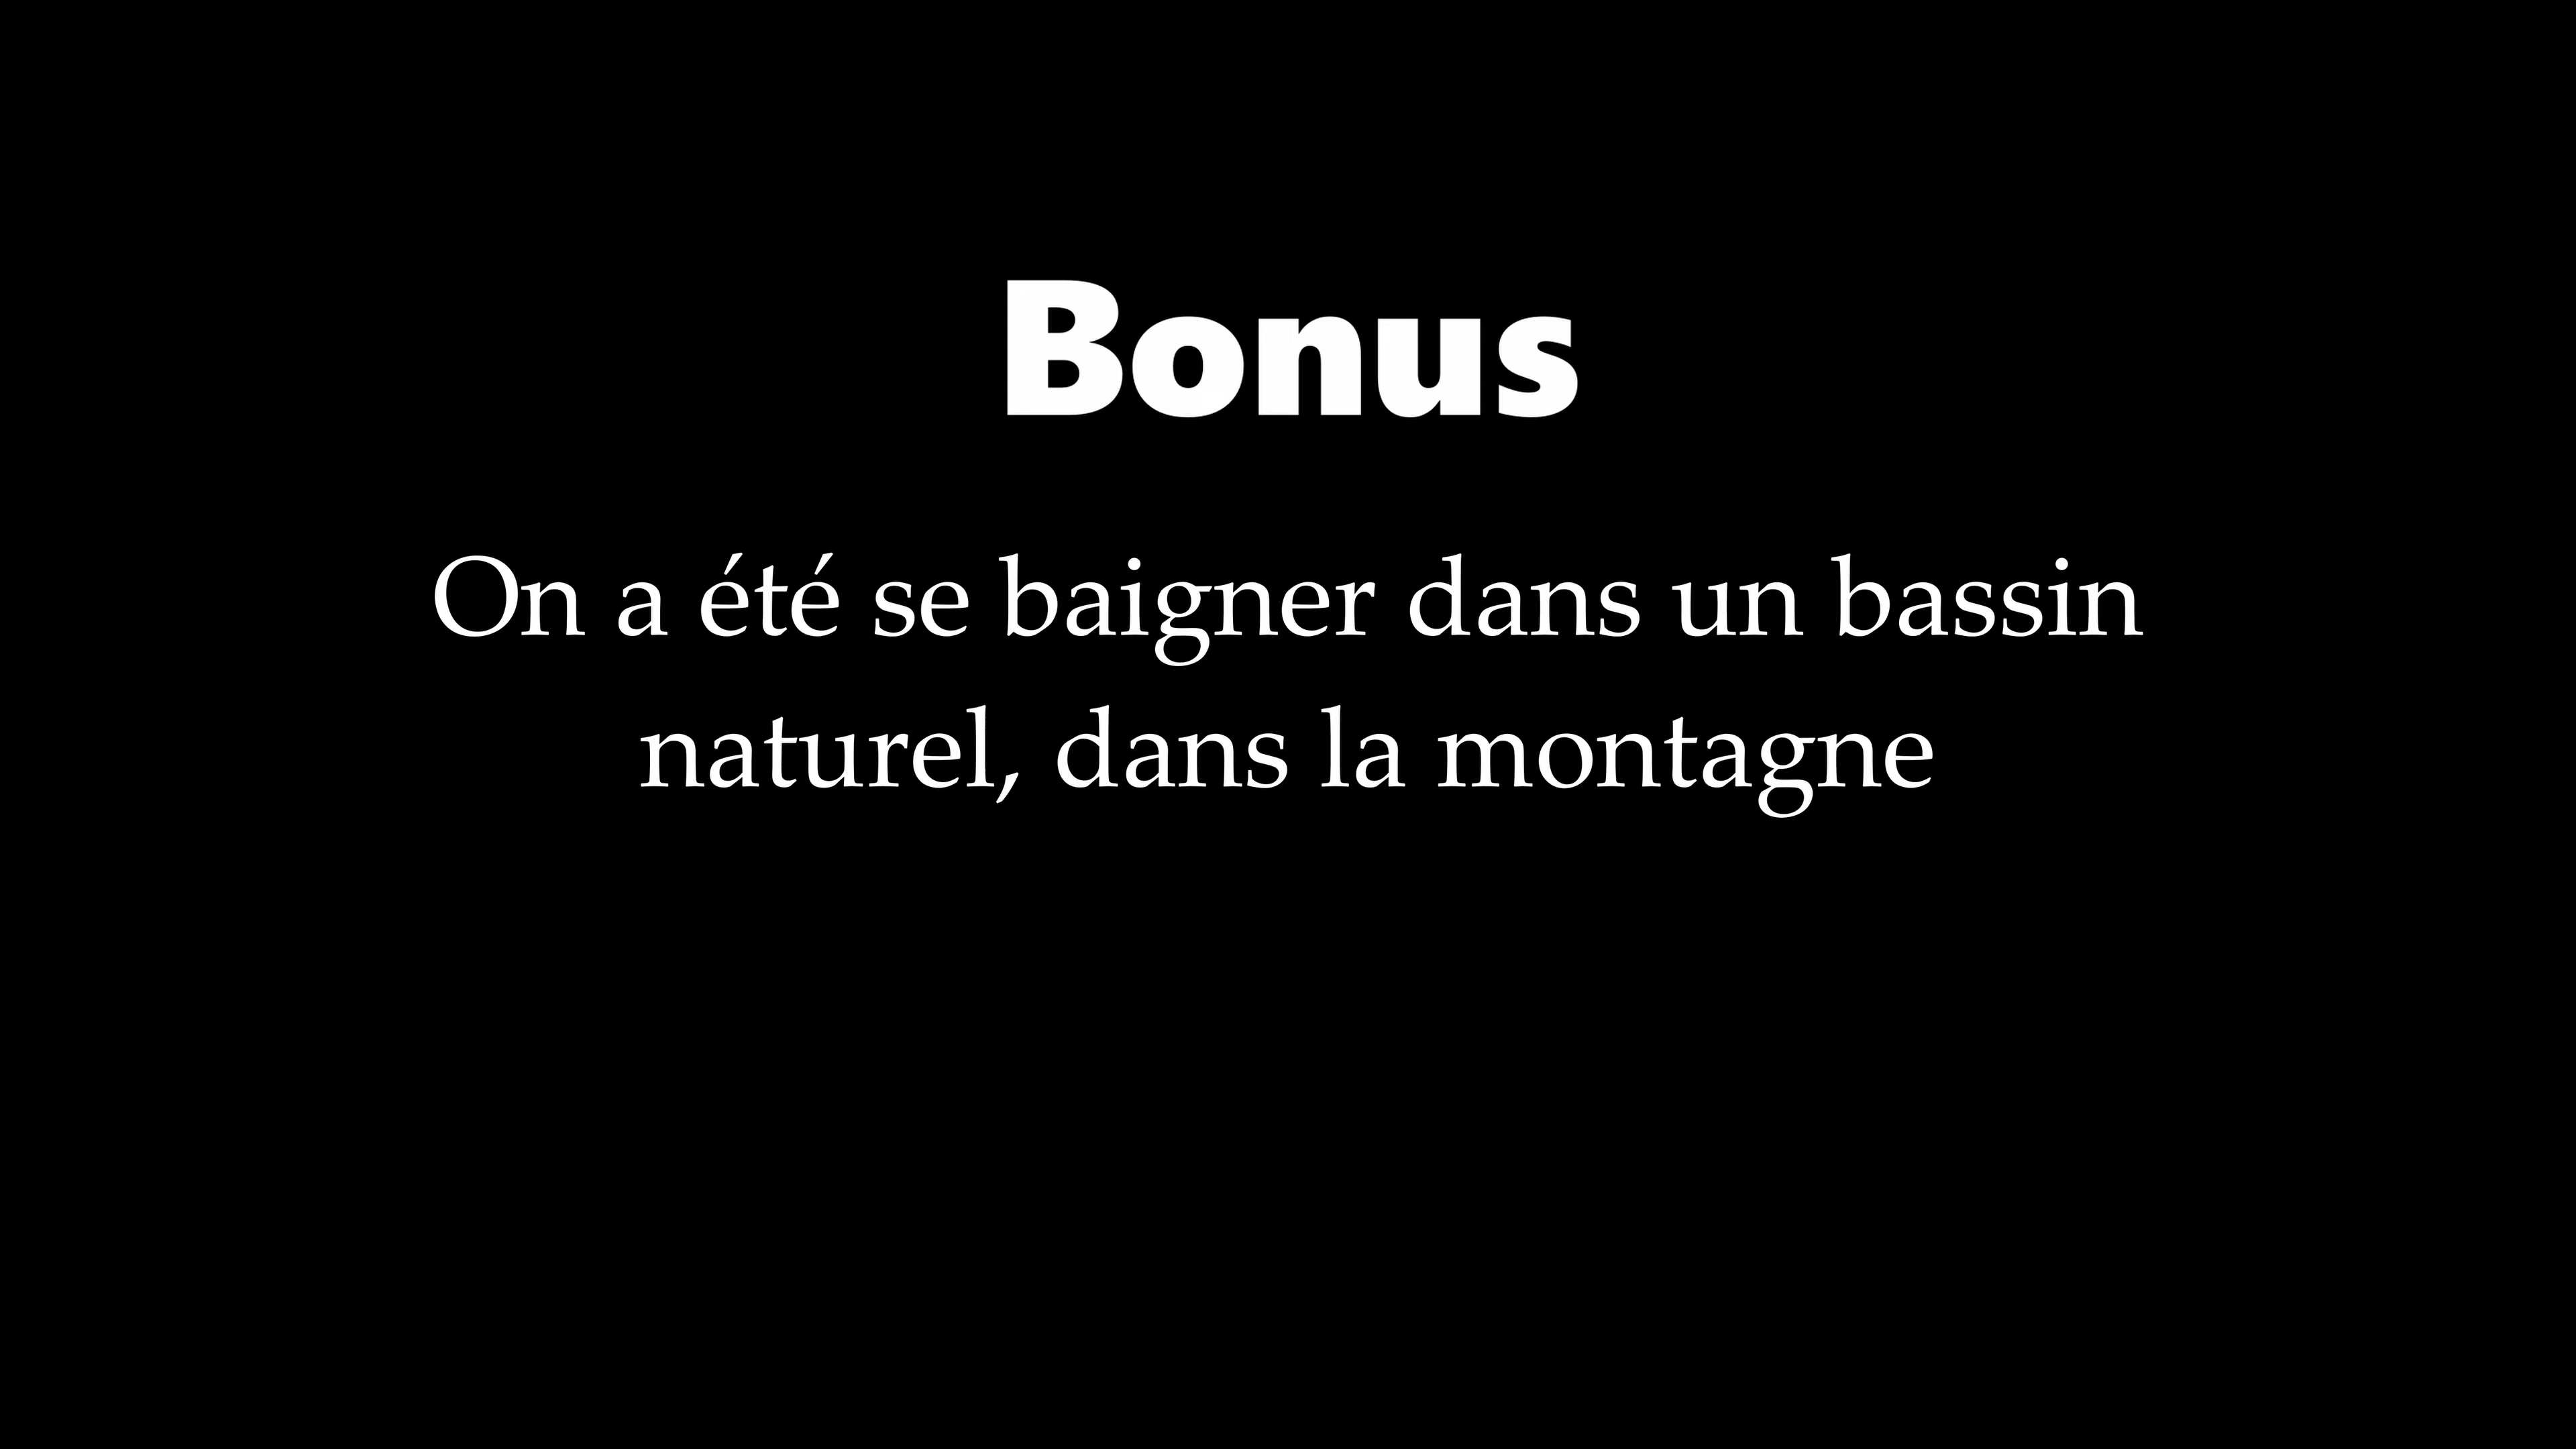 Bonus
On a été se baigner dans un bassin
naturel, dans la montagne